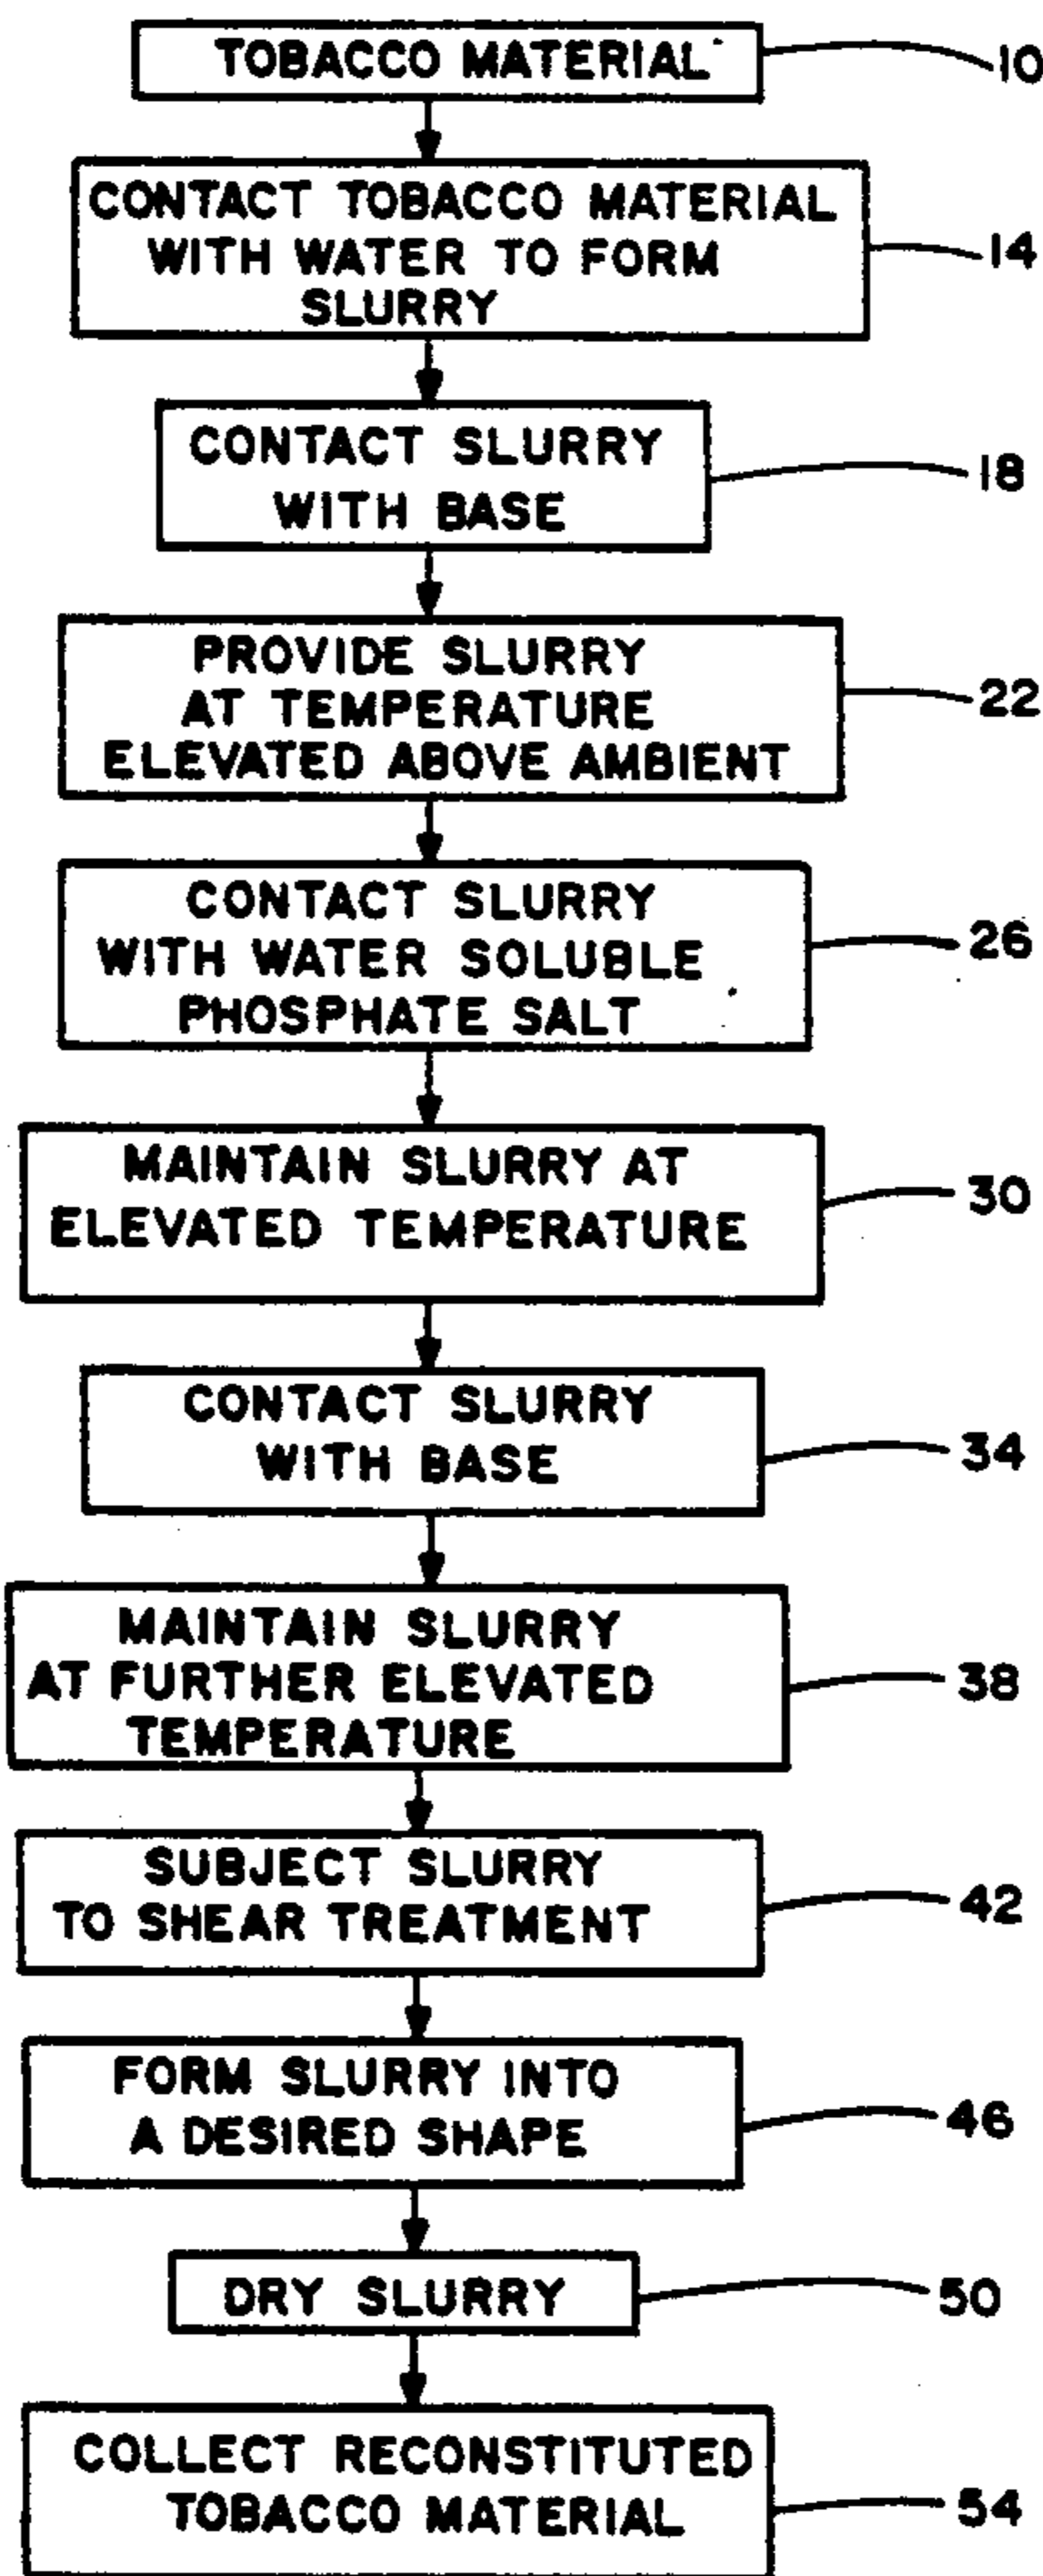 TOBACCO MATERIAL
10
CONTACT TOBACCO MATERIAL
WITH WATER TO FORM
SLURRY
14
CONTACT SLURRY
WITH BASE
18
PROVIDE SLURRY
AT TEMPERATURE
ELEVATED ABOVE AMBIENT
22
CONTACT SLURRY
WITH WATER SOLUBLE
PHOSPHATE SALT
26
MAINTAIN SLURRY AT
ELEVATED TEMPERATURE
30
CONTACT SLURRY
WITH BASE
34
MAINTAIN SLURRY
AT FURTHER ELEVATED
TEMPERATURE
38
SUBJECT SLURRY
TO SHEAR TREATMENT
42
FORM SLURRY INTO
A DESIRED SHAPE
46
DRY SLURRY
50
COLLECT RECONSTITUTED
TOBACCO MATERIAL
54